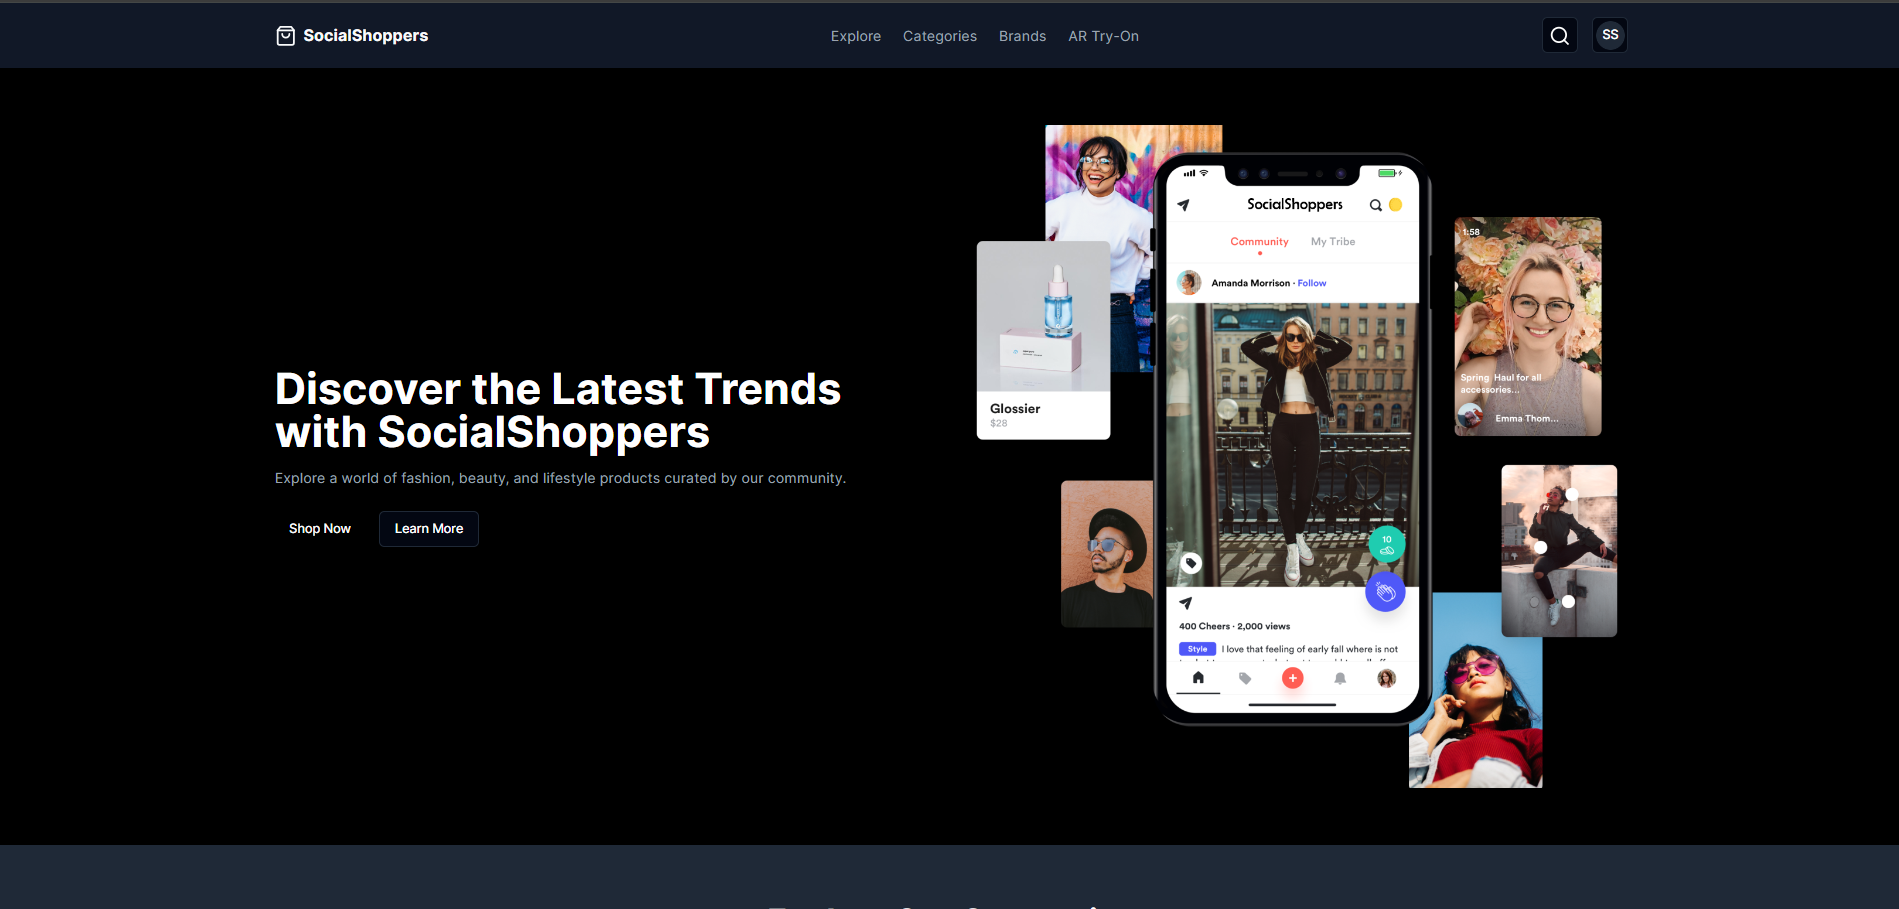 SocialShoppers
Explore
Categories
Brands
AR Try-On
SS
Discover the Latest Trends
with SocialShoppers
Explore a world of fashion, beauty, and lifestyle products curated by our community.
Shop Now
Learn More
Glossier
$28
SocialShoppers
Community
My Tribe
Amanda Morrison · Follow
10
400 Cheers · 2,000 views
Style I love that feeling of early fall where is not
1:58
Spring Haul for all
accessories...
Emma Thom...